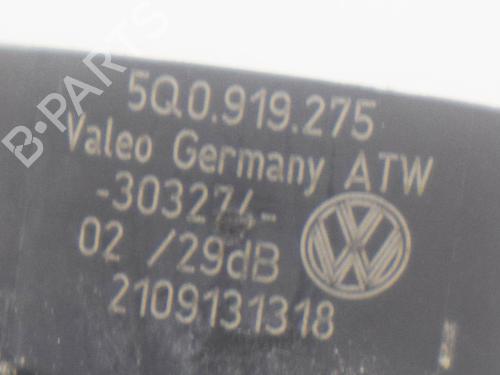 B-PARTS
5Q0.919.275
Valeo Germany ATW
-303274-
02 /29dB
2109131318